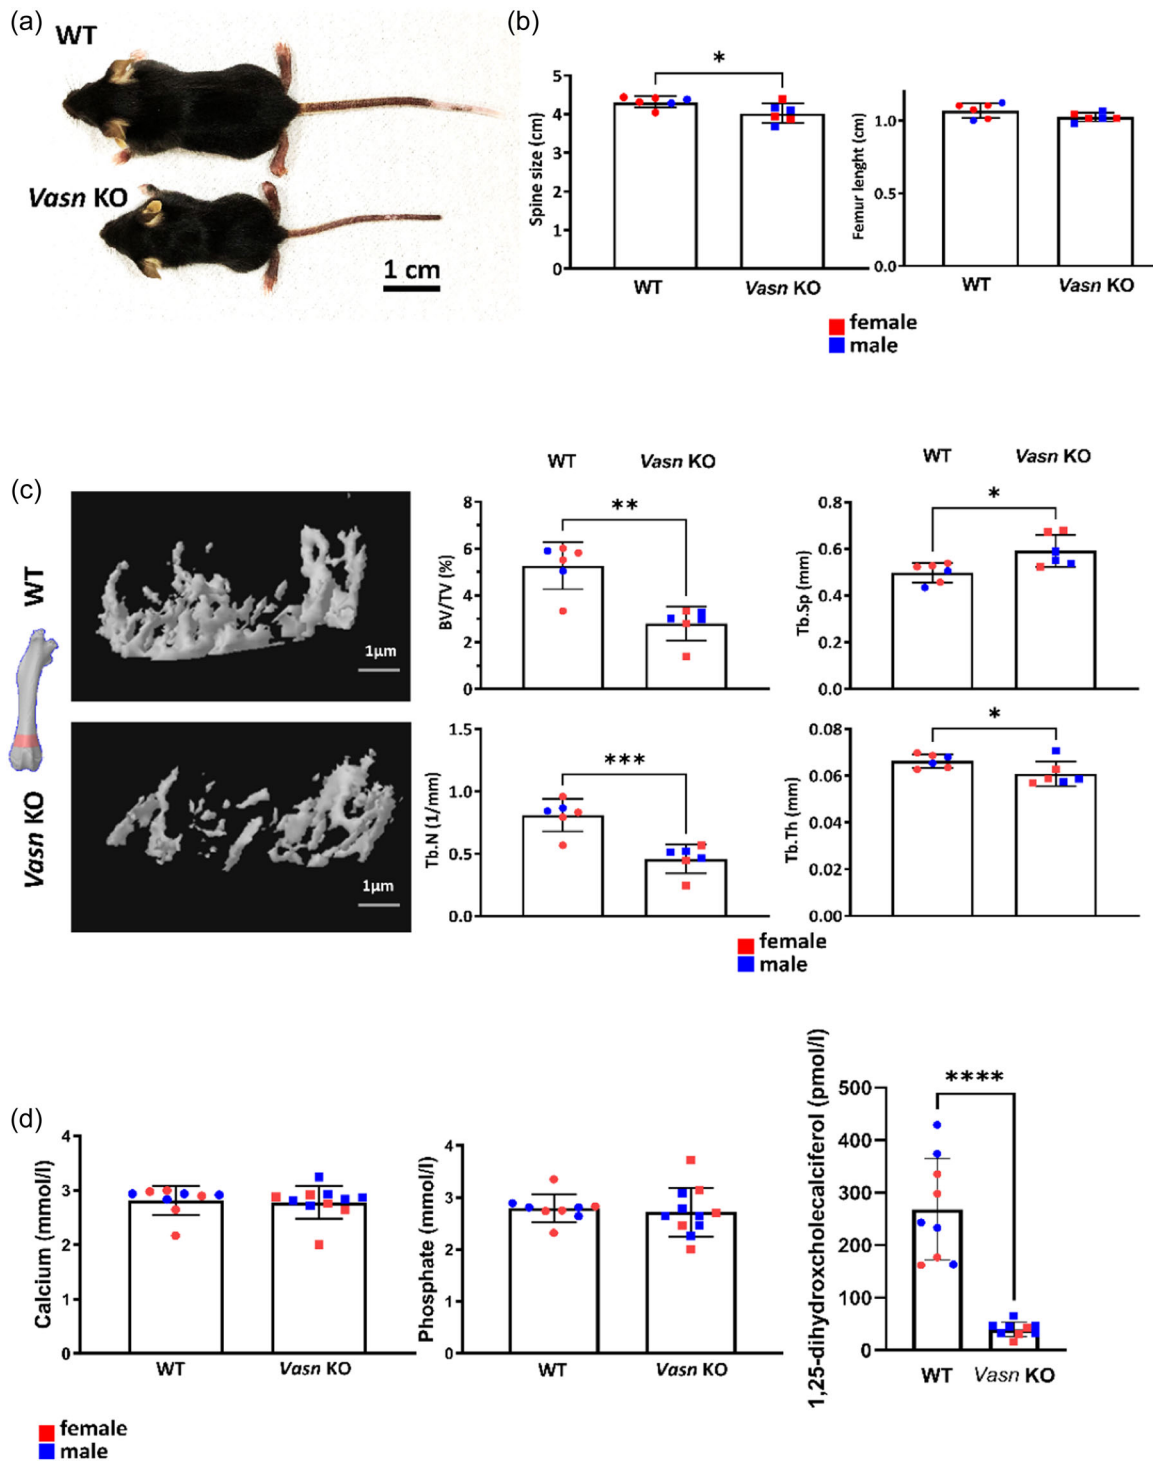 (a)
WT
Vasn KO
1 cm
(b)
*
Spine size (cm)
5
4
3
2
1
0
WT
Vasn KO
Femur lenght (cm)
1.0
0.5
0.0
WT
Vasn KO
female
male
(c)
WT
Vasn KO
1μm
1μm
WT
Vasn KO
**
BV/TV (%)
8
6
4
2
0
WT
Vasn KO
*
Tb.Sp (mm)
0.8
0.6
0.4
0.2
0.0
***
Tb.N (1/mm)
1.5
1.0
0.5
0.0
*
Tb.Th (mm)
0.08
0.06
0.04
0.02
0.00
female
male
(d)
Calcium (mmol/l)
4
3
2
1
0
WT
Vasn KO
Phosphate (mmol/l)
4
3
2
1
0
WT
Vasn KO
1,25-dihydroxcholecalciferol (pmol/l)
****
500
400
300
200
100
0
WT
Vasn KO
female
male